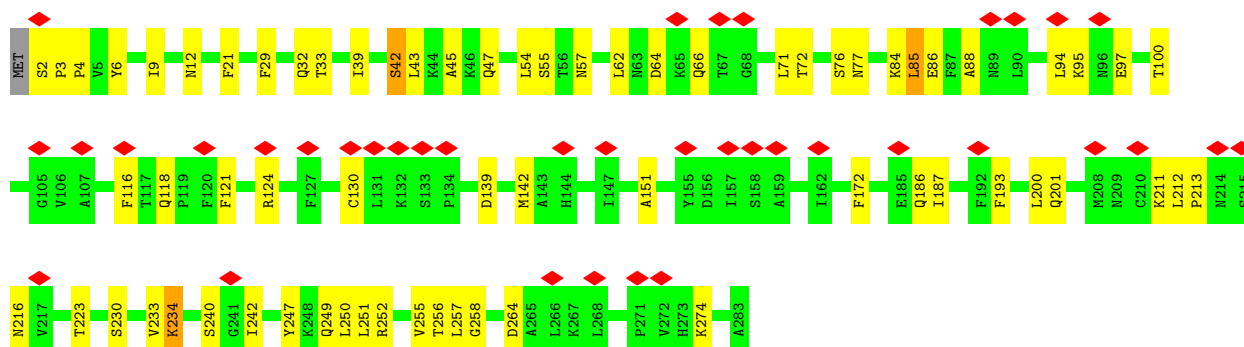 MET S2 P3 P4 V5 Y6 I9 N12 F21 F29 Q32 T33 I39 S42 L43 K44 A45 K46 Q47 L54 S55 T56 N57 L62 N63 D64 K65 Q66 T67 G68 L71 T72 S76 N77 K84 L85 E86 F87 A88 N89 L90 L94 K95 N96 E97 T100
G105 V106 A107 F116 T117 Q118 P119 F120 F121 R124 F127 C130 L131 K132 S133 P134 D139 M142 A143 H144 I147 A151 Y155 D156 I157 S158 A159 I162 F172 E185 Q186 I187 F192 F193 L200 Q201 M208 N209 C210 K211 L212 P213 N214 S215
N216 V217 T223 S230 V233 K234 S240 G241 I242 Y247 K248 Q249 L250 L251 R252 V255 T256 L257 G258 D264 A265 L266 K267 L268 P271 V272 H273 K274 A283